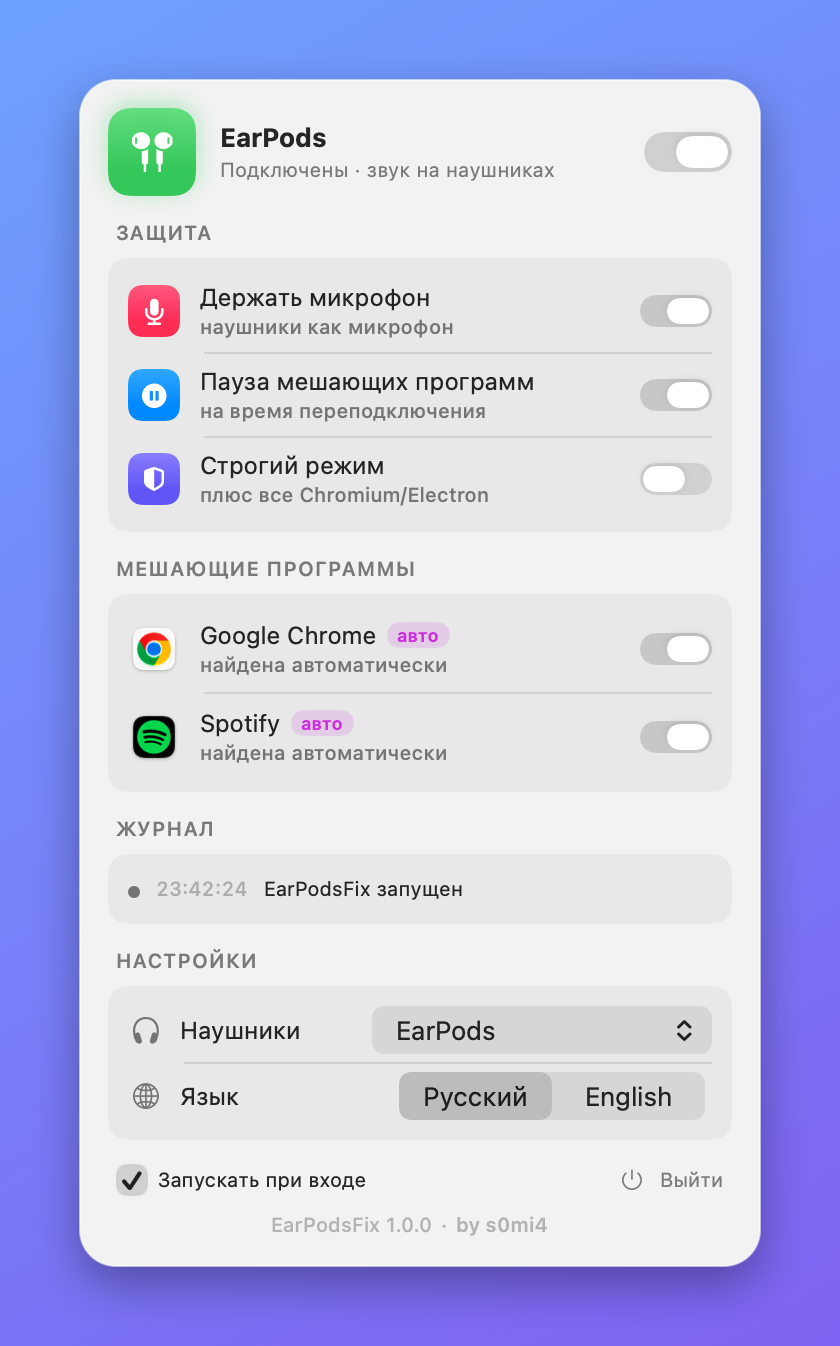 EarPods
Подключены · звук на наушниках
ЗАЩИТА
Держать микрофон
наушники как микрофон
Пауза мешающих программ
на время переподключения
Строгий режим
плюс все Chromium/Electron
МЕШАЮЩИЕ ПРОГРАММЫ
Google Chrome авто
найдена автоматически
Spotify авто
найдена автоматически
ЖУРНАЛ
23:42:24 EarPodsFix запущен
НАСТРОЙКИ
Наушники EarPods
Язык Русский English
Запускать при входе Выйти
EarPodsFix 1.0.0 · by s0mi4